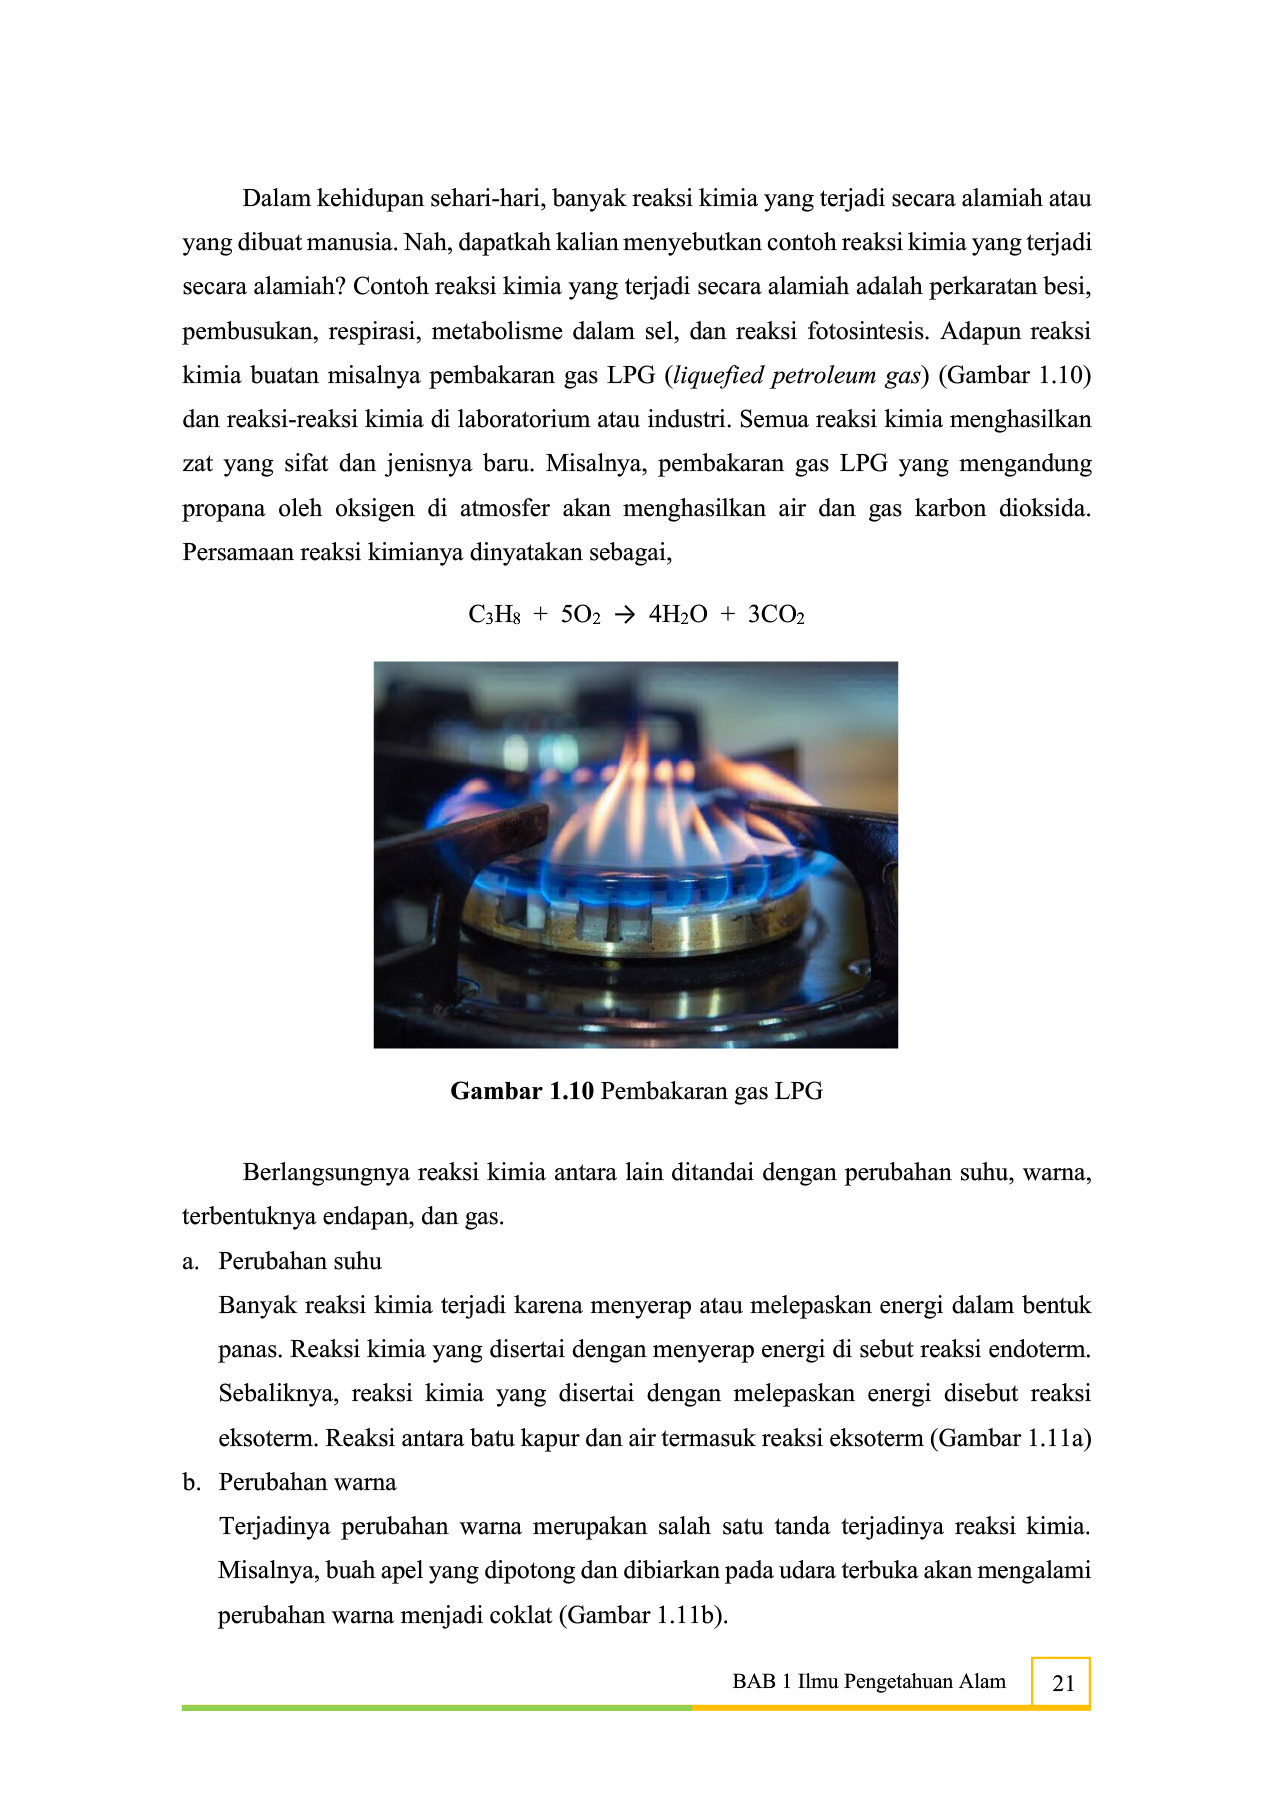 Dalam kehidupan sehari-hari, banyak reaksi kimia yang terjadi secara alamiah atau
yang dibuat manusia. Nah, dapatkah kalian menyebutkan contoh reaksi kimia yang terjadi
secara alamiah? Contoh reaksi kimia yang terjadi secara alamiah adalah perkaratan besi,
pembusukan, respirasi, metabolisme dalam sel, dan reaksi fotosintesis. Adapun reaksi
kimia buatan misalnya pembakaran gas LPG (liquefied petroleum gas) (Gambar 1.10)
dan reaksi-reaksi kimia di laboratorium atau industri. Semua reaksi kimia menghasilkan
zat yang sifat dan jenisnya baru. Misalnya, pembakaran gas LPG yang mengandung
propana oleh oksigen di atmosfer akan menghasilkan air dan gas karbon dioksida.
Persamaan reaksi kimianya dinyatakan sebagai,
C₃H₈ + 5O₂ → 4H₂O + 3CO₂
Gambar 1.10 Pembakaran gas LPG
Berlangsungnya reaksi kimia antara lain ditandai dengan perubahan suhu, warna,
terbentuknya endapan, dan gas.
a. Perubahan suhu
Banyak reaksi kimia terjadi karena menyerap atau melepaskan energi dalam bentuk
panas. Reaksi kimia yang disertai dengan menyerap energi di sebut reaksi endoterm.
Sebaliknya, reaksi kimia yang disertai dengan melepaskan energi disebut reaksi
eksoterm. Reaksi antara batu kapur dan air termasuk reaksi eksoterm (Gambar 1.11a)
b. Perubahan warna
Terjadinya perubahan warna merupakan salah satu tanda terjadinya reaksi kimia.
Misalnya, buah apel yang dipotong dan dibiarkan pada udara terbuka akan mengalami
perubahan warna menjadi coklat (Gambar 1.11b).
BAB 1 Ilmu Pengetahuan Alam 21